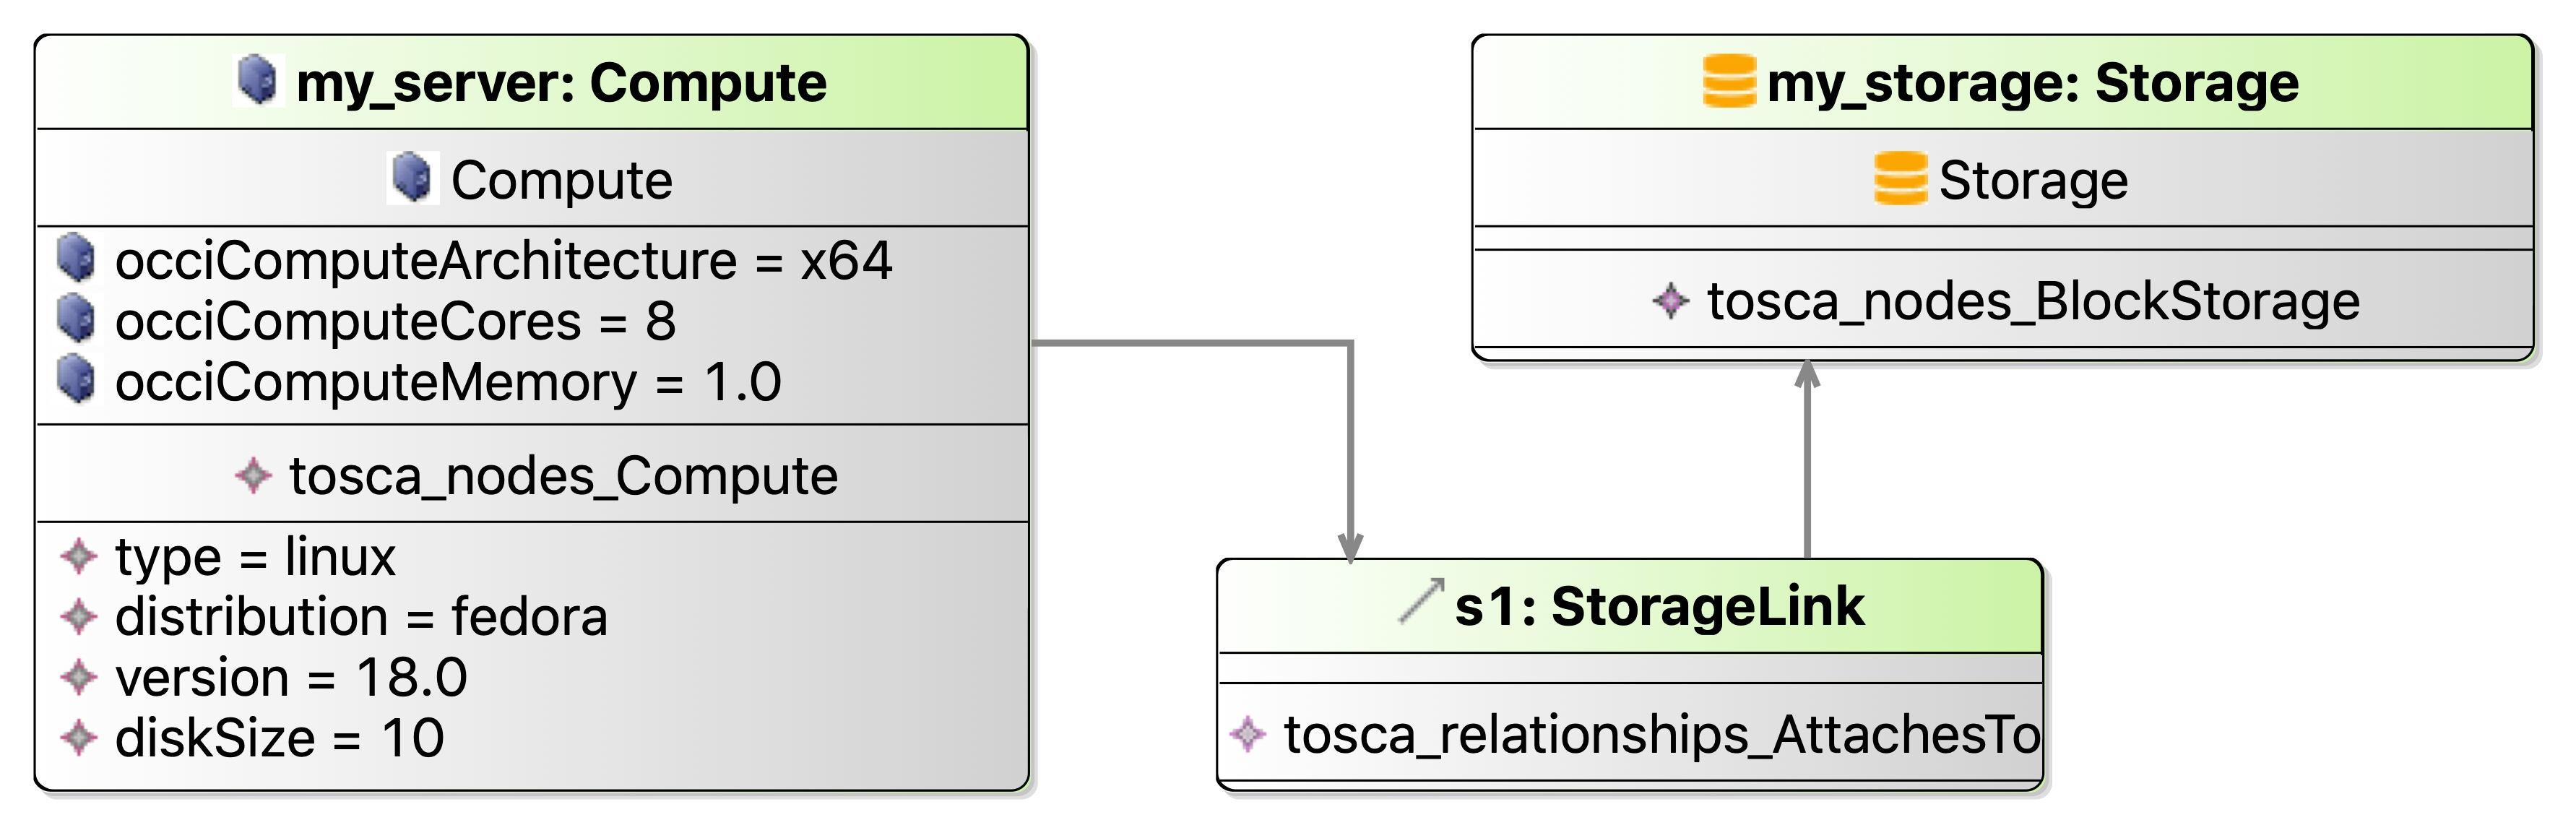 my_server: Compute
Compute
occiComputeArchitecture = x64
occiComputeCores = 8
occiComputeMemory = 1.0
tosca_nodes_Compute
type = linux
distribution = fedora
version = 18.0
diskSize = 10
my_storage: Storage
Storage
tosca_nodes_BlockStorage
s1: StorageLink
tosca_relationships_AttachesTo